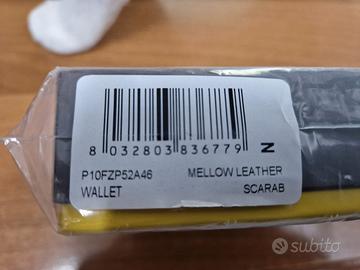 8 032803 836779
N
P10FZP52A46 MELLOW LEATHER
WALLET SCARAB
subito